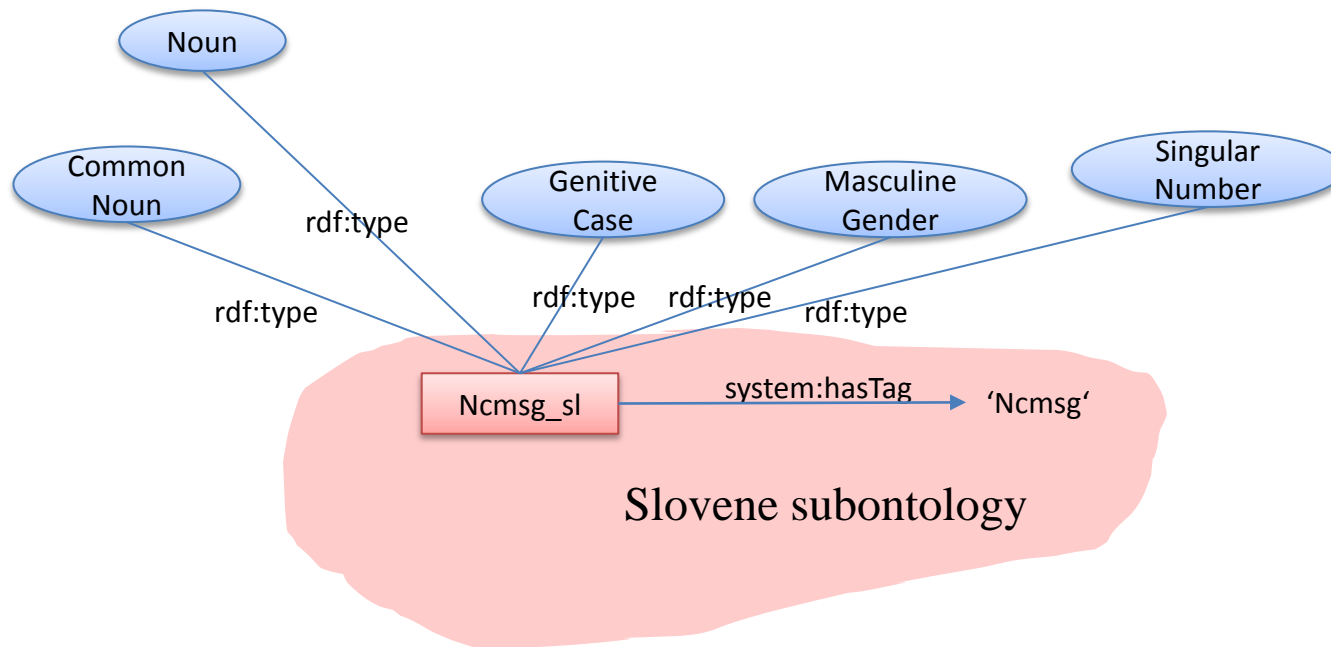 Noun
Common
Noun
Genitive
Case
Masculine
Gender
Singular
Number
rdf:type
rdf:type
rdf:type
rdf:type
rdf:type
Ncmsg_sl
system:hasTag
‘Ncmsg‘
Slovene subontology